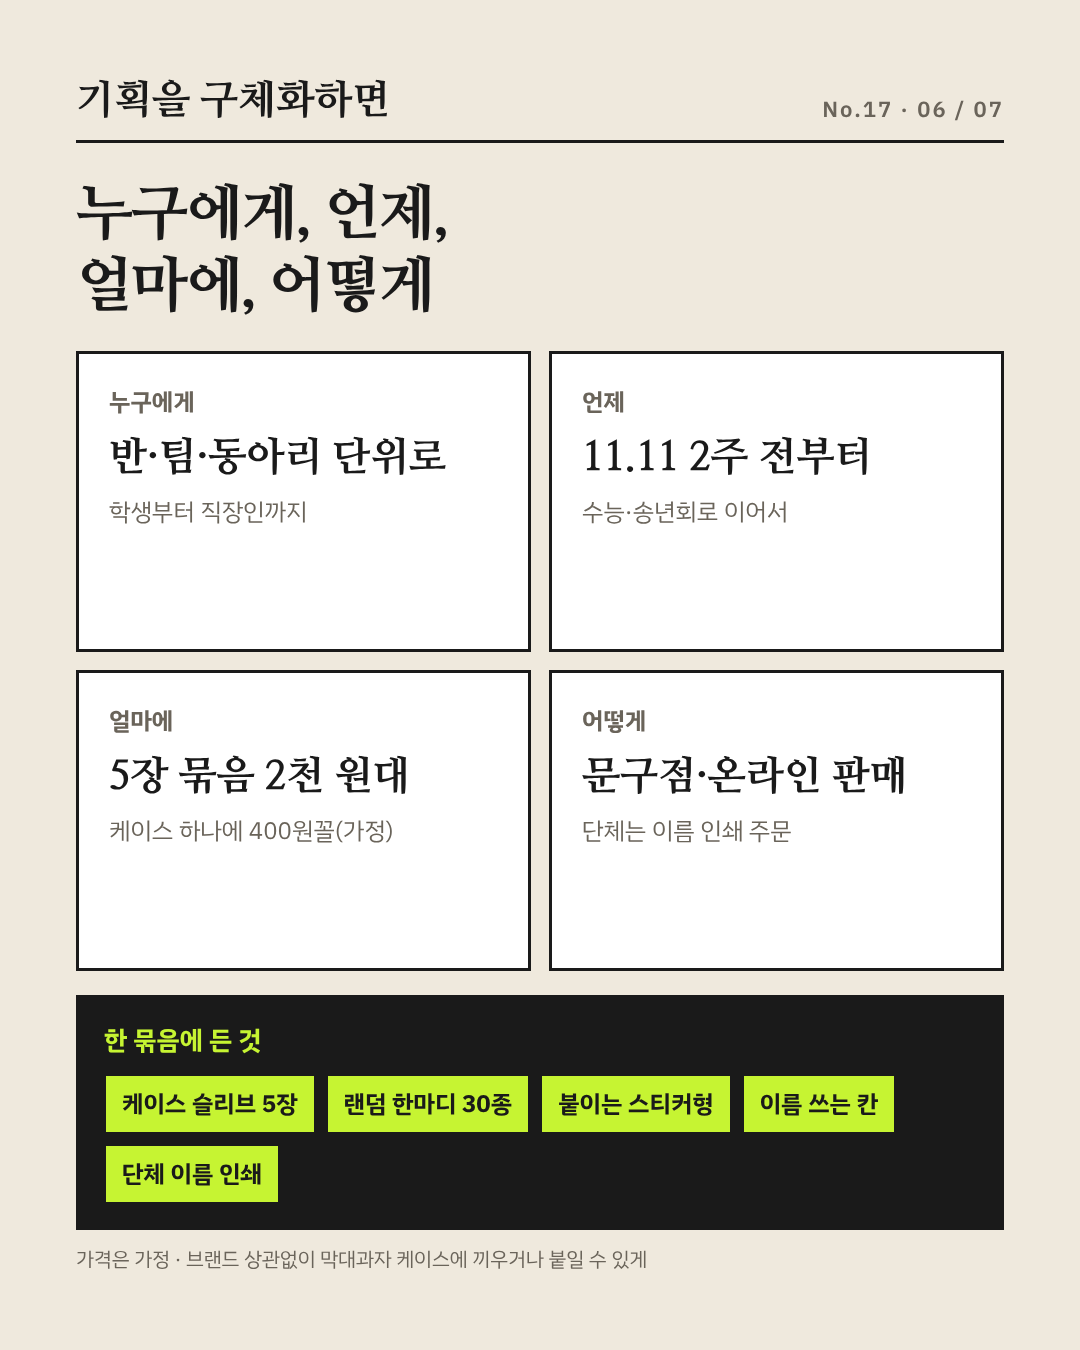 기획을 구체화하면
No.17 · 06 / 07
누구에게, 언제,
얼마에, 어떻게
누구에게
반·팀·동아리 단위로
학생부터 직장인까지
언제
11.11 2주 전부터
수능·송년회로 이어서
얼마에
5장 묶음 2천 원대
케이스 하나에 400원꼴(가정)
어떻게
문구점·온라인 판매
단체는 이름 인쇄 주문
한 묶음에 든 것
케이스 슬리브 5장
랜덤 한마디 30종
붙이는 스티커형
이름 쓰는 칸
단체 이름 인쇄
가격은 가정 · 브랜드 상관없이 막대과자 케이스에 끼우거나 붙일 수 있게